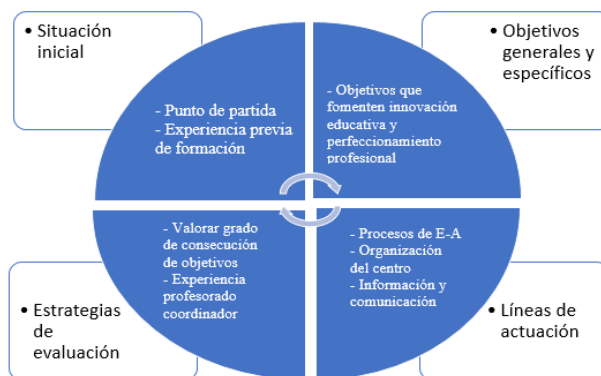 • Situación
inicial
• Objetivos
generales y
específicos
- Punto de partida
- Experiencia previa
de formación
- Objetivos que
fomenten innovación
educativa y
perfeccionamiento
profesional
- Valorar grado
de consecución
de objetivos
- Experiencia
profesorado
coordinador
- Procesos de E-A
- Organización
del centro
- Información y
comunicación
• Estrategias
de
evaluación
• Líneas de
actuación